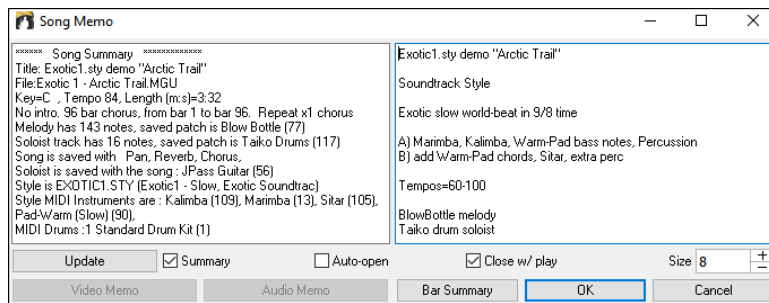 Song Memo
****** Song Summary *************
Title: Exotic1.sty demo "Arctic Trail"
File:Exotic 1 - Arctic Trail.MGU
Key=C , Tempo 84, Length (m:s)=3:32
No intro. 96 bar chorus, from bar 1 to bar 96. Repeat x1 chorus
Melody has 143 notes, saved patch is Blow Bottle (77)
Soloist track has 16 notes, saved patch is Taiko Drums (117)
Song is saved with Pan, Reverb, Chorus,
Soloist is saved with the song : JPass Guitar (56)
Style is EXOTIC1.STY (Exotic1 - Slow, Exotic Soundtrac)
Style MIDI Instruments are : Kalimba (109), Marimba (13), Sitar (105),
Pad-Warm (Slow) (90),
MIDI Drums :1 Standard Drum Kit (1)
Exotic1.sty demo "Arctic Trail"
Soundtrack Style
Exotic slow world-beat in 9/8 time
A) Marimba, Kalimba, Warm-Pad bass notes, Percussion
B) add Warm-Pad chords, Sitar, extra perc
Tempos=60-100
BlowBottle melody
Taiko drum soloist
Update Summary Auto-open Close w/ play Size 8
Video Memo Audio Memo Bar Summary OK Cancel